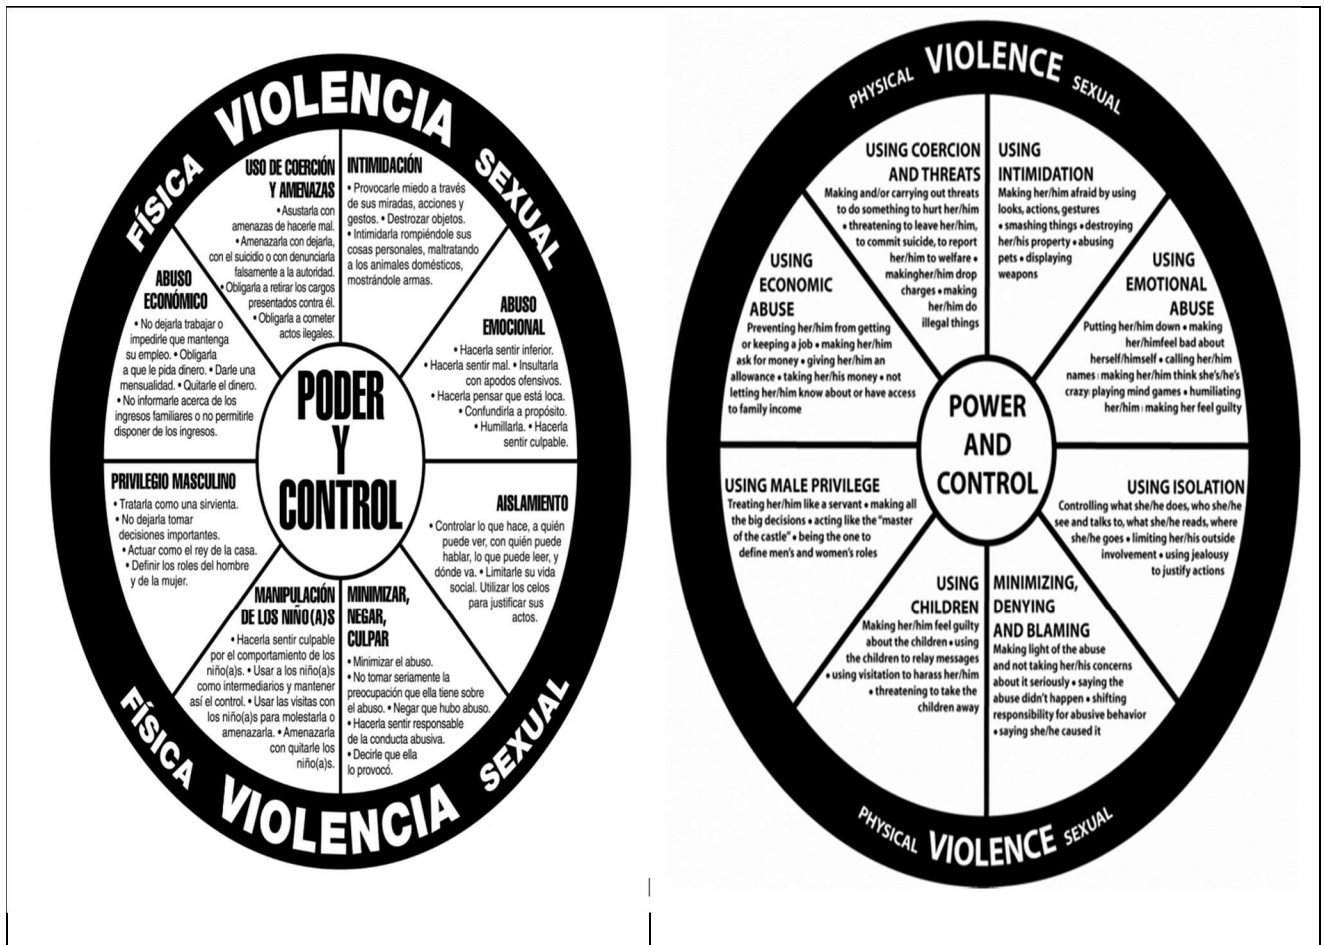 FÍSICA VIOLENCIA SEXUAL
USO DE COERCIÓN
Y AMENAZAS
• Asustarla con
amenazas de hacerle mal.
• Amenazarla con dejarla,
con el suicidio o con denunciarla
falsamente a la autoridad.
• Obligarla a retirar los cargos
presentados contra él.
• Obligarla a cometer
actos ilegales.
INTIMIDACIÓN
• Provocarle miedo a través
de sus miradas, acciones y
gestos. • Destrozar objetos.
• Intimidarla rompiéndole sus
cosas personales, maltratando
a los animales domésticos,
mostrándole armas.
ABUSO
EMOCIONAL
• Hacerla sentir inferior.
• Hacerla sentir mal. • Insultarla
con apodos ofensivos.
• Hacerla pensar que está loca.
• Confundirla a propósito.
• Humillarla. • Hacerla
sentir culpable.
AISLAMIENTO
• Controlar lo que hace, a quién
puede ver, con quién puede
hablar, lo que puede leer, y
dónde va. • Limitarle su vida
social. Utilizar los celos
para justificar sus
actos.
MINIMIZAR,
NEGAR,
CULPAR
• Minimizar el abuso.
• No tomar seriamente la
preocupación que ella tiene sobre
el abuso. • Negar que hubo abuso.
• Hacerla sentir responsable
de la conducta abusiva.
• Decirle que ella
lo provocó.
MANIPULACIÓN
DE LOS NIÑO(A)S
• Hacerla sentir culpable
por el comportamiento de los
niño(a)s. • Usar a los niño(a)s
como intermediarios y mantener
así el control. • Usar las visitas con
los niño(a)s para molestarla o
amenazarla. • Amenazarla
con quitarle los
niño(a)s.
PRIVILEGIO MASCULINO
• Tratarla como una sirvienta.
• No dejarla tomar
decisiones importantes.
• Actuar como el rey de la casa.
• Definir los roles del hombre
y de la mujer.
ABUSO
ECONÓMICO
• No dejarla trabajar o
impedirle que mantenga
su empleo. • Obligarla
a que le pida dinero. • Darle una
mensualidad. • Quitarle el dinero.
• No informarle acerca de los
ingresos familiares o no permitirle
disponer de los ingresos.
PODER
Y
CONTROL
FÍSICA VIOLENCIA SEXUAL
PHYSICAL VIOLENCE SEXUAL
USING COERCION
AND THREATS
Making and/or carrying out threats
to do something to hurt her/him
• threatening to leave her/him,
to commit suicide, to report
her/him to welfare •
makingher/him drop
charges • making
her/him do
illegal things
USING
INTIMIDATION
Making her/him afraid by using
looks, actions, gestures
• smashing things • destroying
her/his property • abusing
pets • displaying
weapons
USING
EMOTIONAL
ABUSE
Putting her/him down • making
her/himfeel bad about
herself/himself • calling her/him
names making her/him think she's/he's
crazy playing mind games • humiliating
her/him making her feel guilty
USING ISOLATION
Controlling what she/he does, who she/he
see and talks to, what she/he reads, where
she/he goes • limiting her/his outside
involvement • using jealousy
to justify actions
MINIMIZING,
DENYING
AND BLAMING
Making light of the abuse
and not taking her/his concerns
about it seriously • saying the
abuse didn't happen • shifting
responsibility for abusive behavior
• saying she/he caused it
USING
CHILDREN
Making her/him feel guilty
about the children • using
the children to relay messages
• using visitation to harass her/him
• threatening to take the
children away
USING MALE PRIVILEGE
Treating her/him like a servant • making all
the big decisions • acting like the "master
of the castle" • being the one to
define men's and women's roles
USING
ECONOMIC
ABUSE
Preventing her/him from getting
or keeping a job • making her/him
ask for money • giving her/him an
allowance • taking her/his money • not
letting her/him know about or have access
to family income
POWER
AND
CONTROL
PHYSICAL VIOLENCE SEXUAL